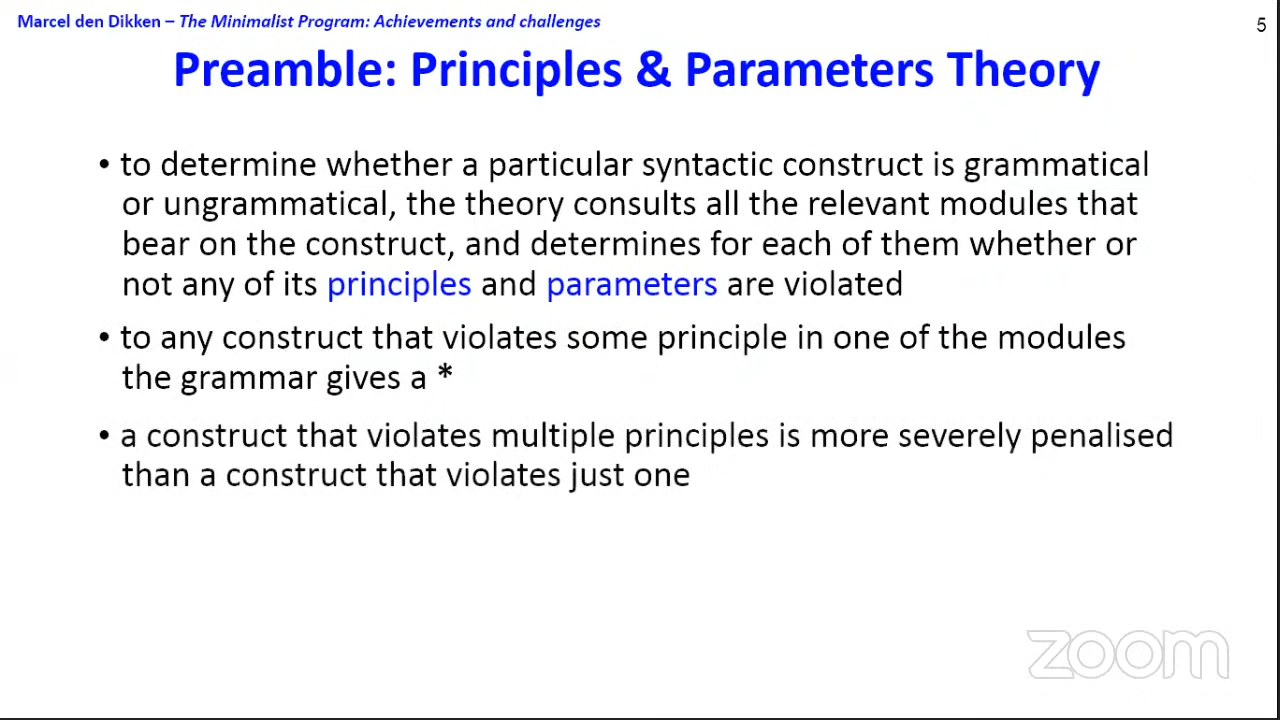 Marcel den Dikken – The Minimalist Program: Achievements and challenges
5
Preamble: Principles & Parameters Theory
• to determine whether a particular syntactic construct is grammatical
or ungrammatical, the theory consults all the relevant modules that
bear on the construct, and determines for each of them whether or
not any of its principles and parameters are violated
• to any construct that violates some principle in one of the modules
the grammar gives a *
• a construct that violates multiple principles is more severely penalised
than a construct that violates just one
zoom